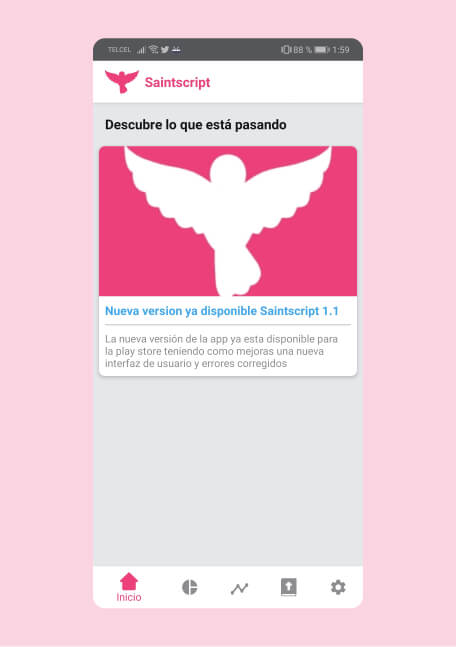 TELCEL 88 % 1:59
Saintscript
Descubre lo que está pasando
Nueva version ya disponible Saintscript 1.1
La nueva versión de la app ya esta disponible para
la play store teniendo como mejoras una nueva
interfaz de usuario y errores corregidos
Inicio